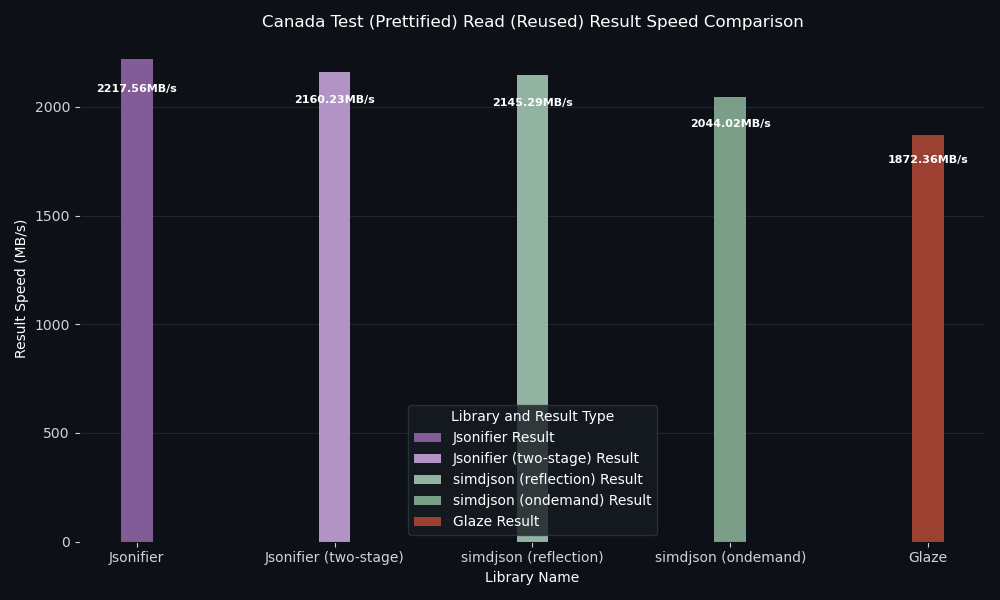 Canada Test (Prettified) Read (Reused) Result Speed Comparison
2217.56MB/s
2160.23MB/s
2145.29MB/s
2044.02MB/s
1872.36MB/s
Result Speed (MB/s)
2000
1500
1000
500
0
Library and Result Type
Jsonifier Result
Jsonifier (two-stage) Result
simdjson (reflection) Result
simdjson (ondemand) Result
Glaze Result
Jsonifier
Jsonifier (two-stage)
simdjson (reflection)
simdjson (ondemand)
Glaze
Library Name